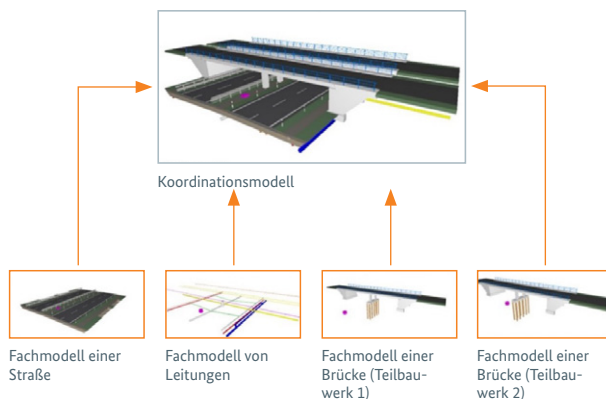 Koordinationsmodell
Fachmodell einer
Straße
Fachmodell von
Leitungen
Fachmodell einer
Brücke (Teilbau-
werk 1)
Fachmodell einer
Brücke (Teilbau-
werk 2)